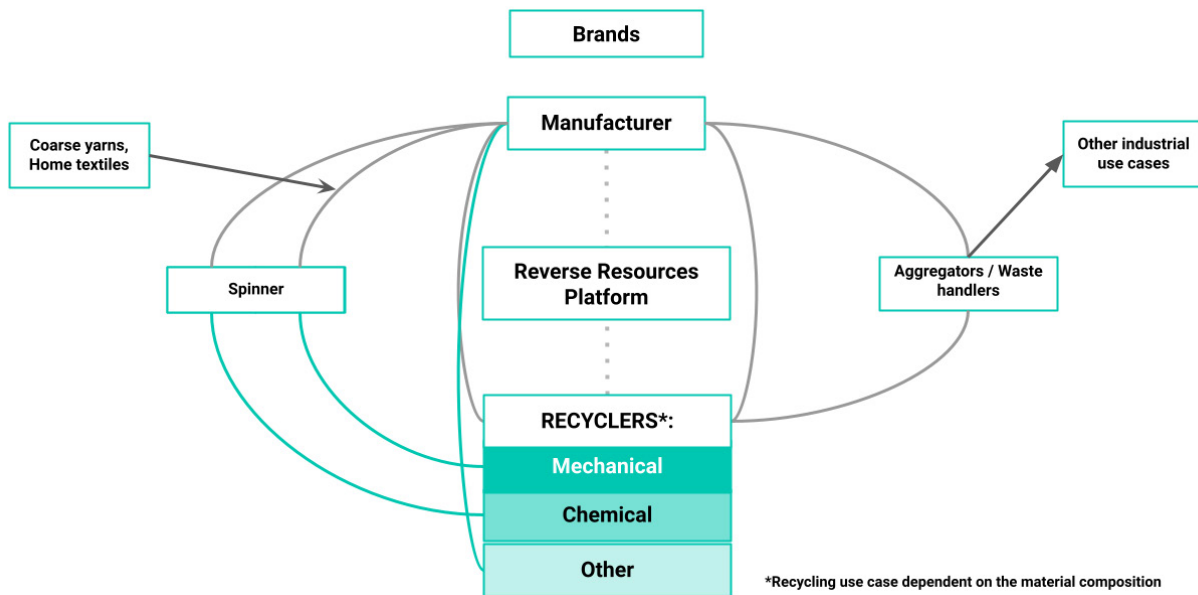 Brands
Manufacturer
Coarse yarns,
Home textiles
Other industrial
use cases
Spinner
Reverse Resources
Platform
Aggregators / Waste
handlers
RECYCLERS*:
Mechanical
Chemical
Other
*Recycling use case dependent on the material composition